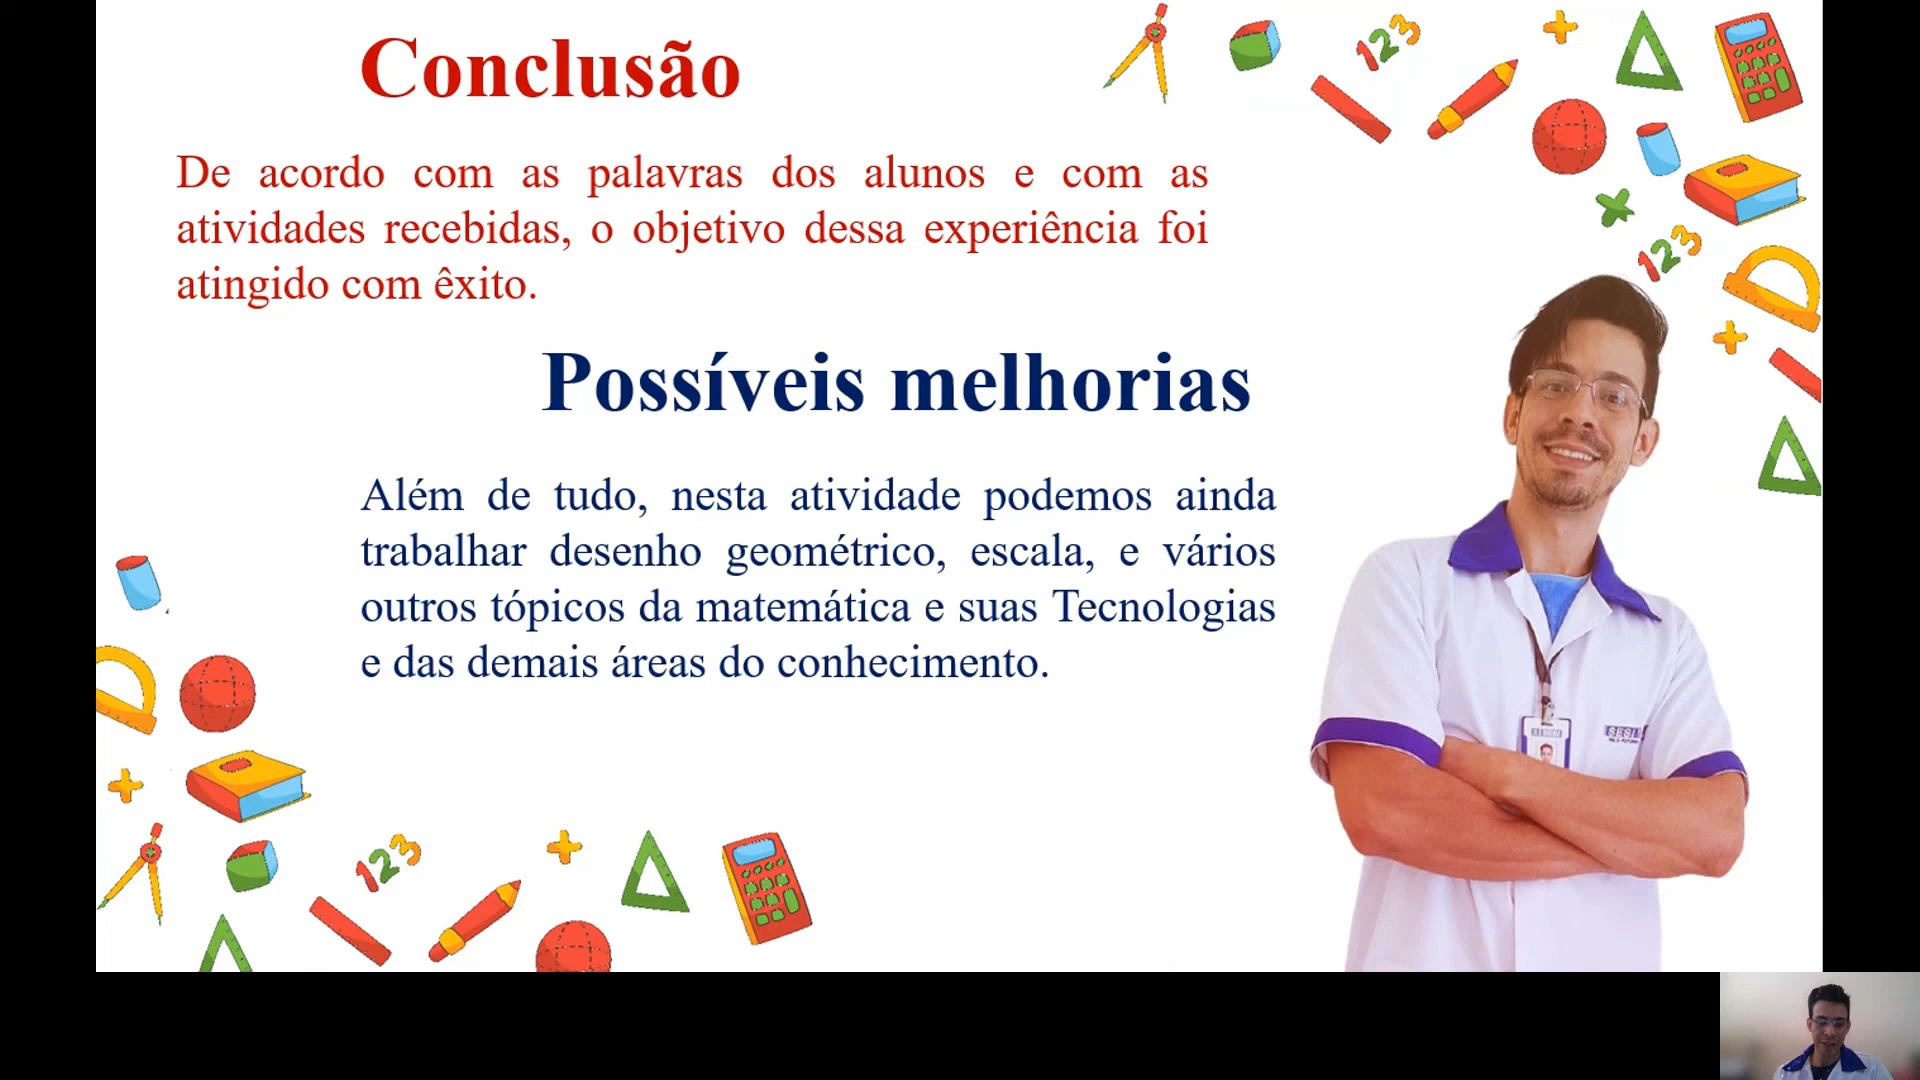 Conclusão
De acordo com as palavras dos alunos e com as
atividades recebidas, o objetivo dessa experiência foi
atingido com êxito.
Possíveis melhorias
Além de tudo, nesta atividade podemos ainda
trabalhar desenho geométrico, escala, e vários
outros tópicos da matemática e suas Tecnologias
e das demais áreas do conhecimento.
123
123
123
SESI